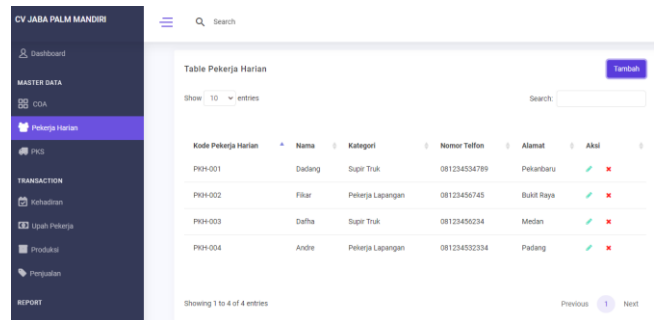 CV JABA PALM MANDIRI
Search
Dashboard
MASTER DATA
COA
Pekerja Harian
PKS
TRANSACTION
Kehadiran
Upah Pekerja
Produksi
Penjualan
REPORT
Table Pekerja Harian
Tambah
Show 10 entries
Search:
Kode Pekerja Harian Nama Kategori Nomor Telfon Alamat Aksi
PKH-001 Dadang Supir Truk 081234534789 Pekanbaru
PKH-002 Fikar Pekerja Lapangan 08123456745 Bukit Raya
PKH-003 Dafha Supir Truk 08123456234 Medan
PKH-004 Andre Pekerja Lapangan 081234532334 Padang
Showing 1 to 4 of 4 entries
Previous 1 Next